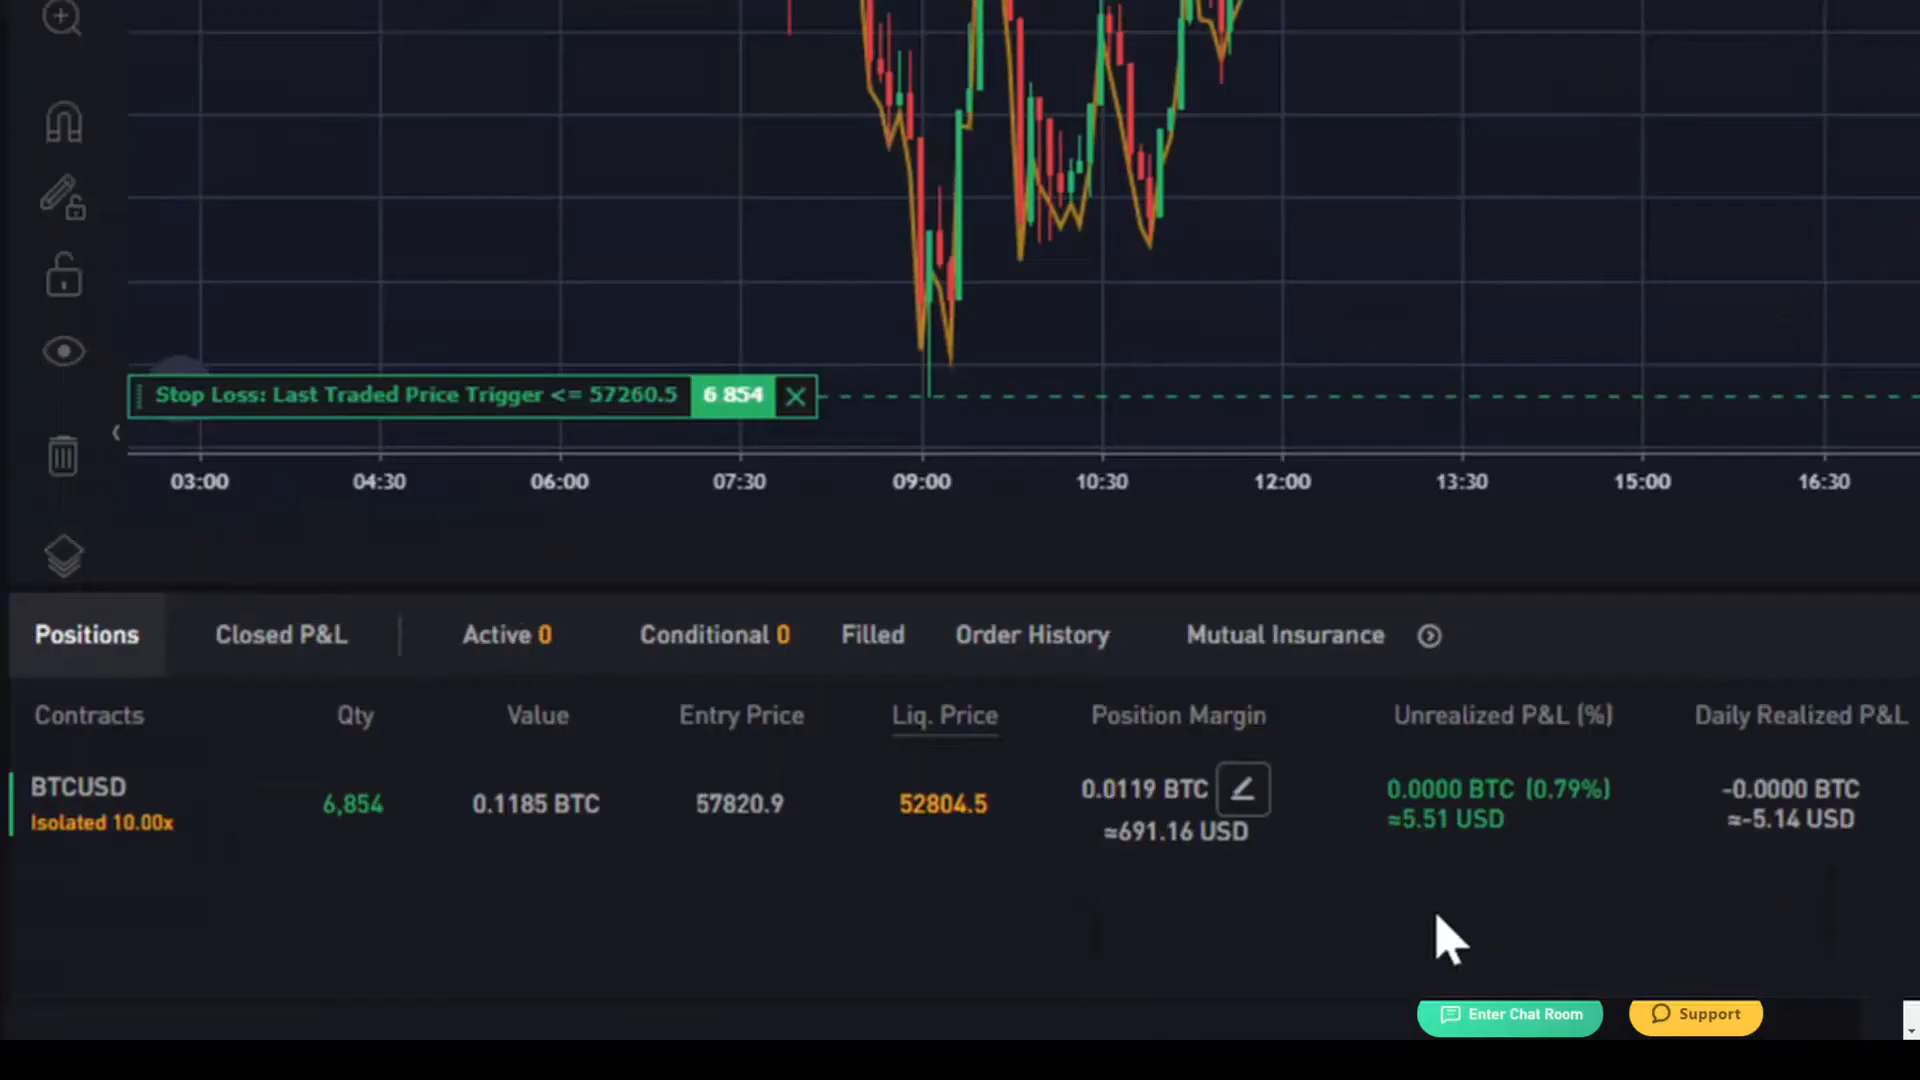 Stop Loss: Last Traded Price Trigger <= 57260.5 6 854
03:00 04:30 06:00 07:30 09:00 10:30 12:00 13:30 15:00 16:30
Positions Closed P&L Active 0 Conditional 0 Filled Order History Mutual Insurance
Contracts Qty Value Entry Price Liq. Price Position Margin Unrealized P&L (%) Daily Realized P&L
BTCUSD 6,854 0.1185 BTC 57820.9 52804.5 0.0119 BTC 0.0000 BTC (0.79%) -0.0000 BTC
Isolated 10.00x ≈691.16 USD ≈5.51 USD ≈-5.14 USD
Enter Chat Room Support